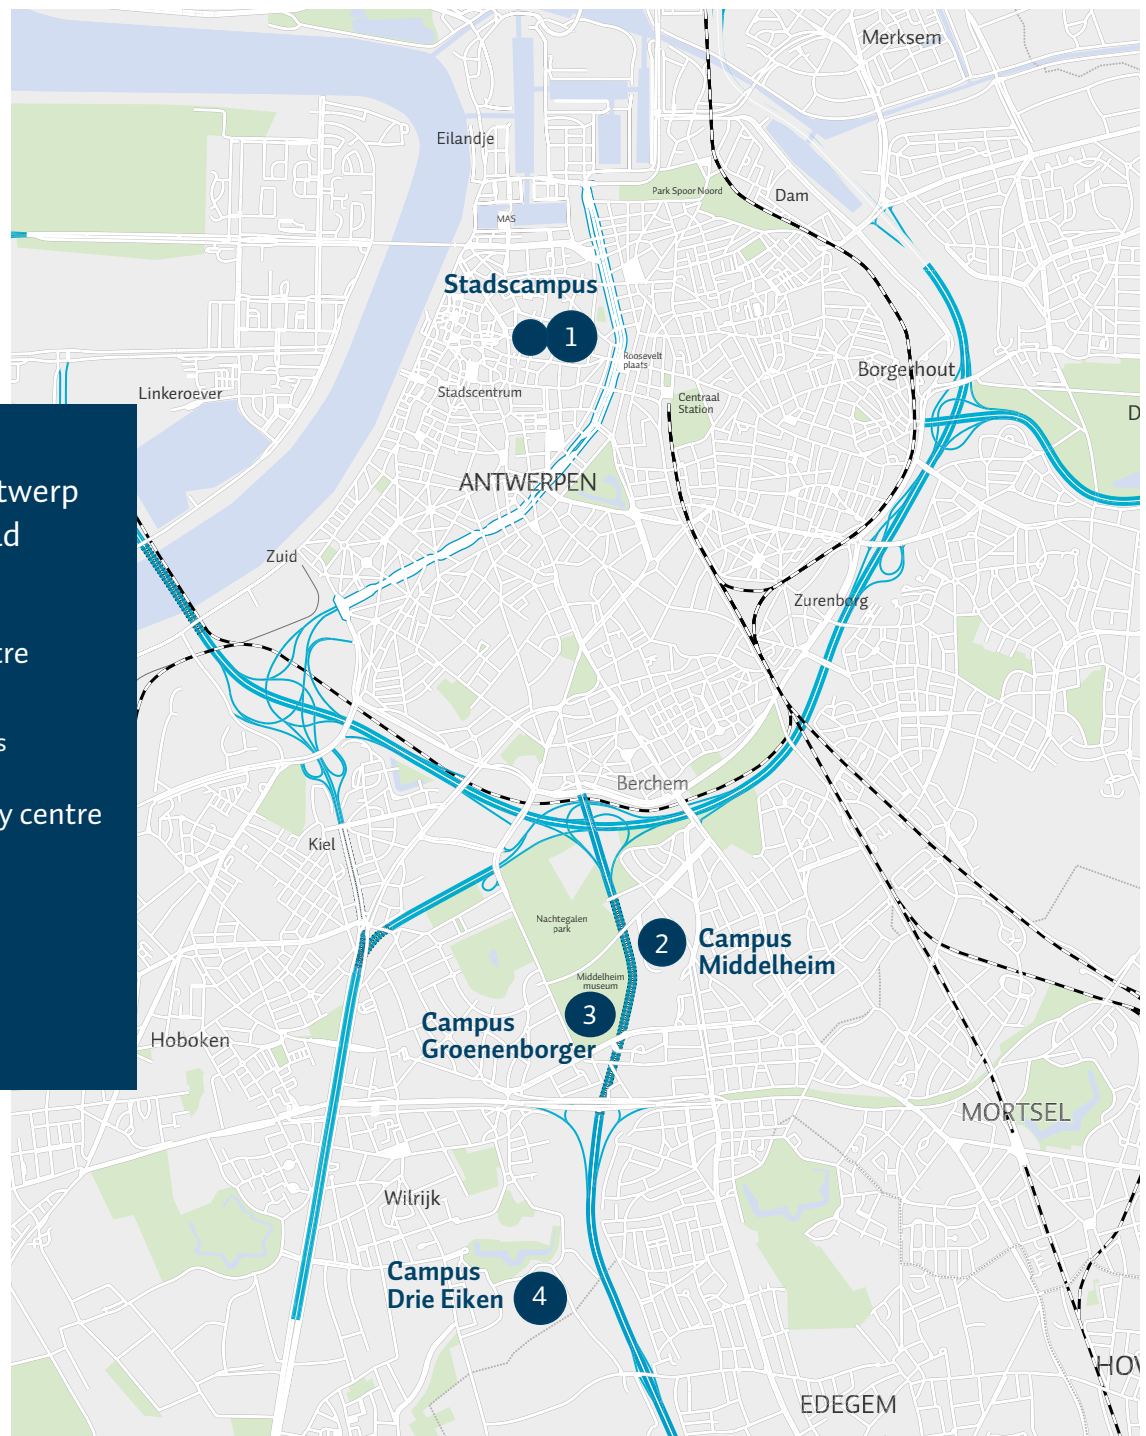 Merksem
Eilandje
Park Spoor Noord
Dam
MAS
Stadscampus
1
Roosevelt
plaats
Borgerhout
Linkeroever
Stadscentrum
Centraal
Station
D
ANTWERPEN
twerp
Zuid
Zurenborg
tre
s
Berchem
y centre
Kiel
Nachtegalen
park
2
Campus
Middelheim
Middelheim
museum
3
Campus
Groenenborger
Hoboken
MORTSEL
Wilrijk
Campus
Drie Eiken
4
HOV
EDEGEM